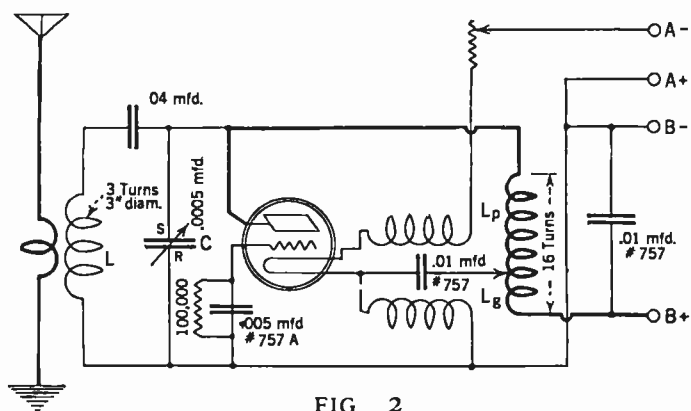 A-
A+
B-
B+
.04 mfd.
3 Turns
3" diam.
L
S
R
C
.0005 mfd.
100,000
.005 mfd
# 757 A
.01 mfd
# 757
Lp
Lg
16 Turns
.01 mfd.
# 757
FIG 2